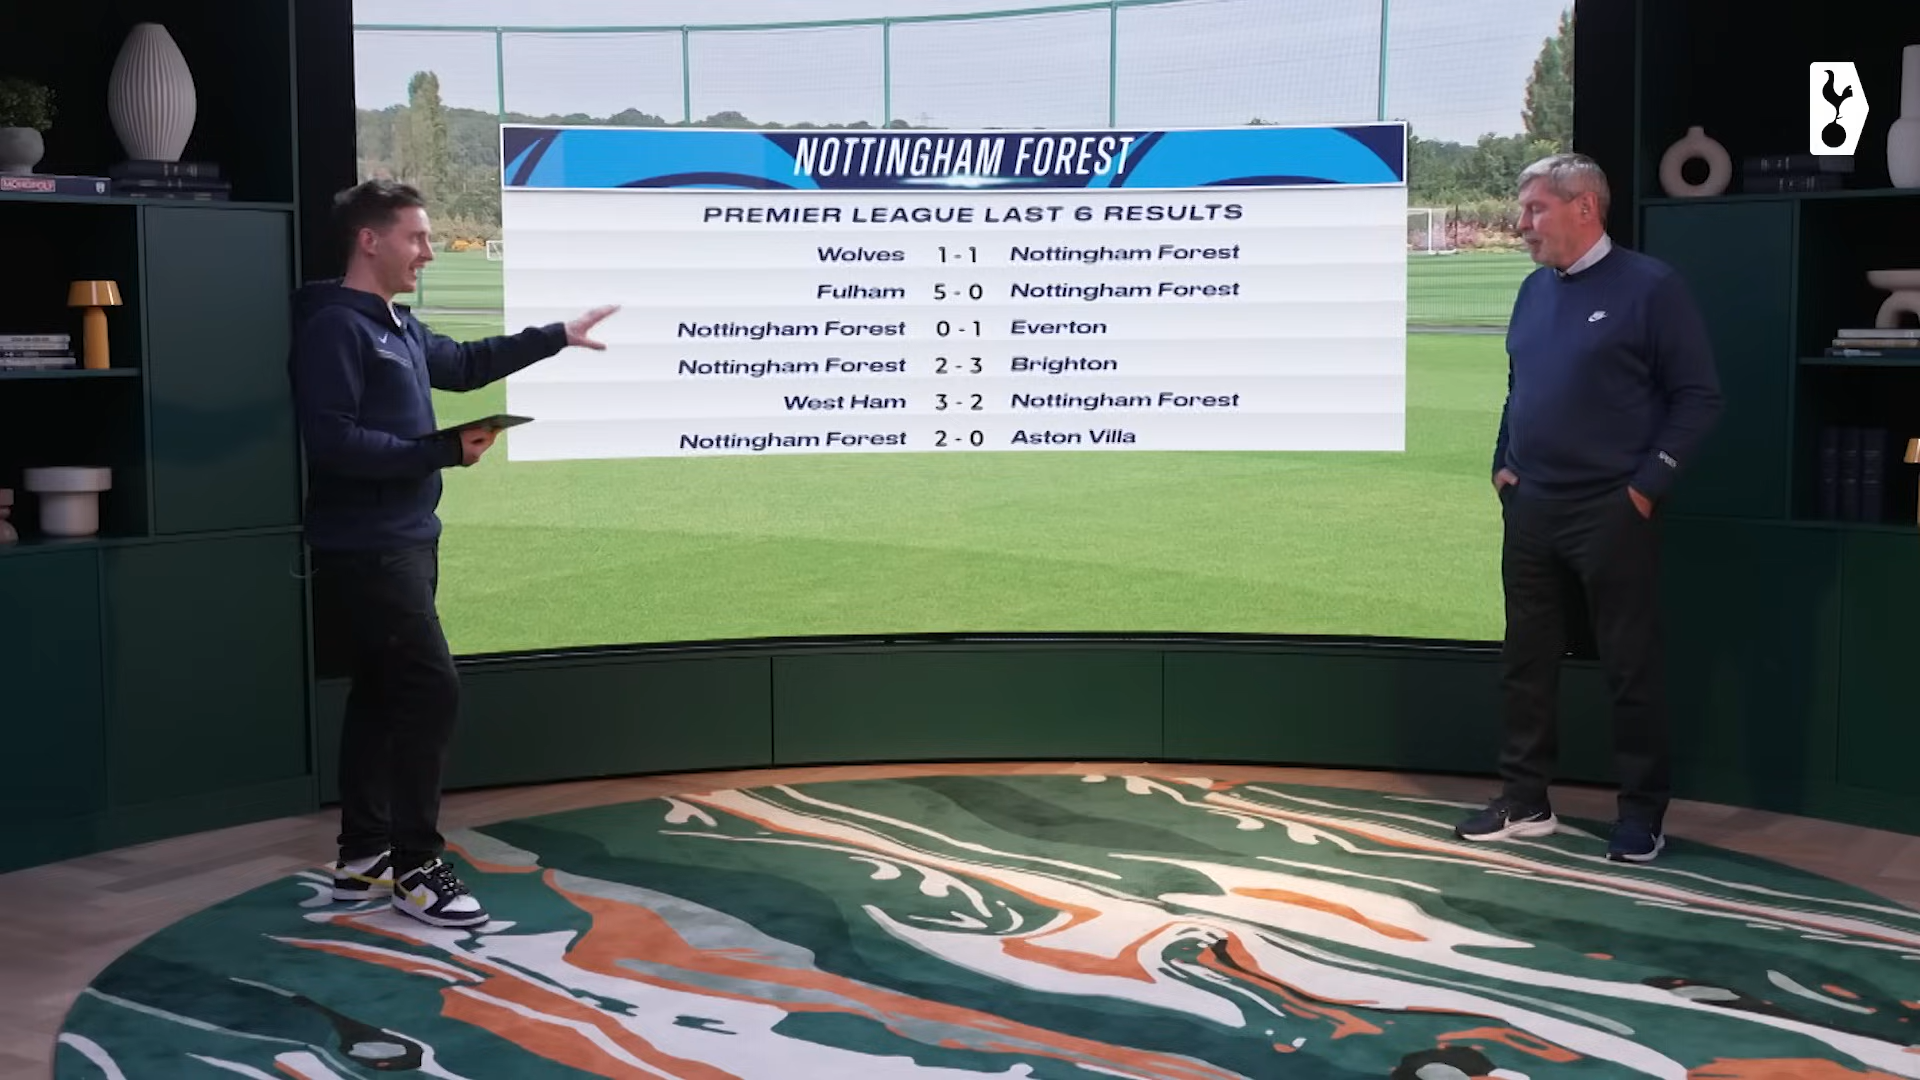 NOTTINGHAM FOREST
PREMIER LEAGUE LAST 6 RESULTS
Wolves 1 - 1 Nottingham Forest
Fulham 5 - 0 Nottingham Forest
Nottingham Forest 0 - 1 Everton
Nottingham Forest 2 - 3 Brighton
West Ham 3 - 2 Nottingham Forest
Nottingham Forest 2 - 0 Aston Villa
MONOPOLY